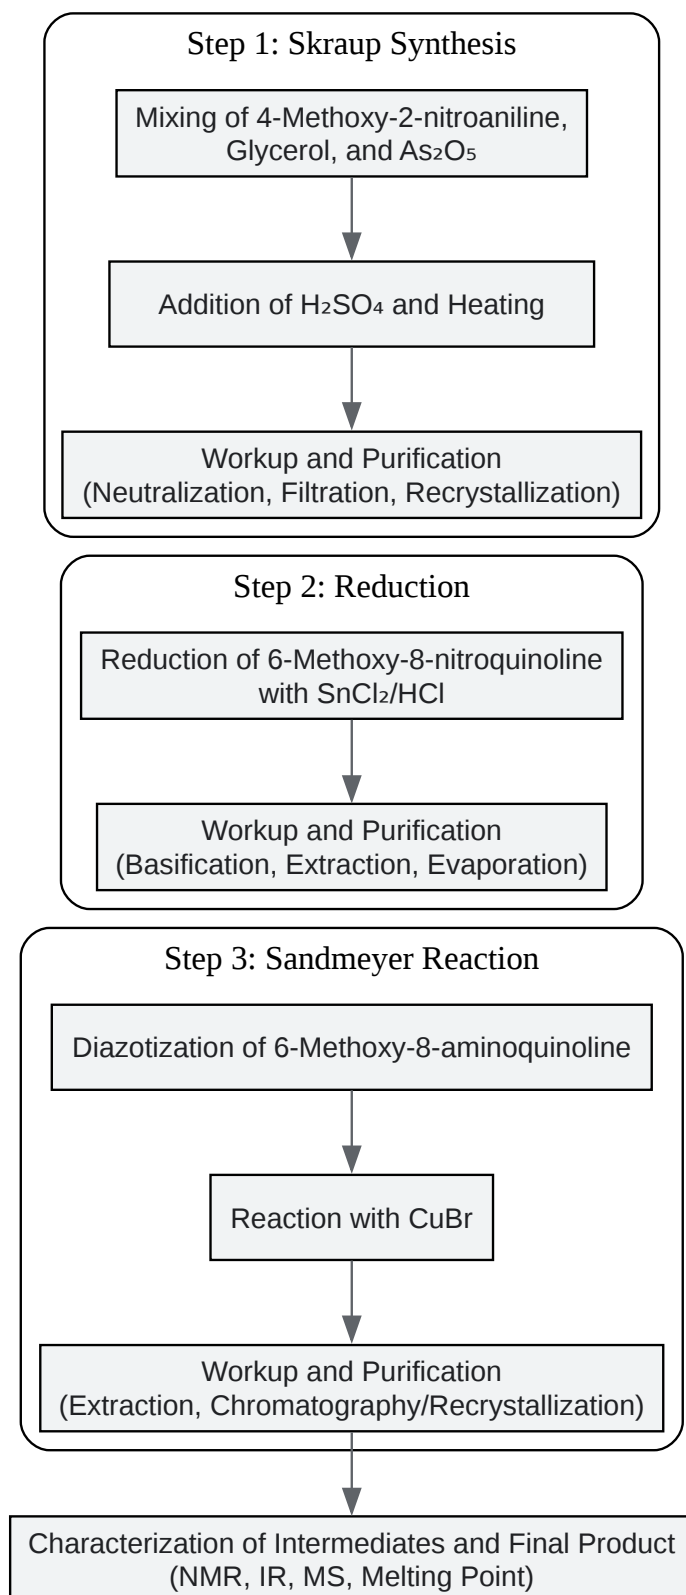 Step 1: Skraup Synthesis
Mixing of 4-Methoxy-2-nitroaniline,
Glycerol, and As₂O₅
Addition of H₂SO₄ and Heating
Workup and Purification
(Neutralization, Filtration, Recrystallization)
Step 2: Reduction
Reduction of 6-Methoxy-8-nitroquinoline
with SnCl₂/HCl
Workup and Purification
(Basification, Extraction, Evaporation)
Step 3: Sandmeyer Reaction
Diazotization of 6-Methoxy-8-aminoquinoline
Reaction with CuBr
Workup and Purification
(Extraction, Chromatography/Recrystallization)
Characterization of Intermediates and Final Product
(NMR, IR, MS, Melting Point)